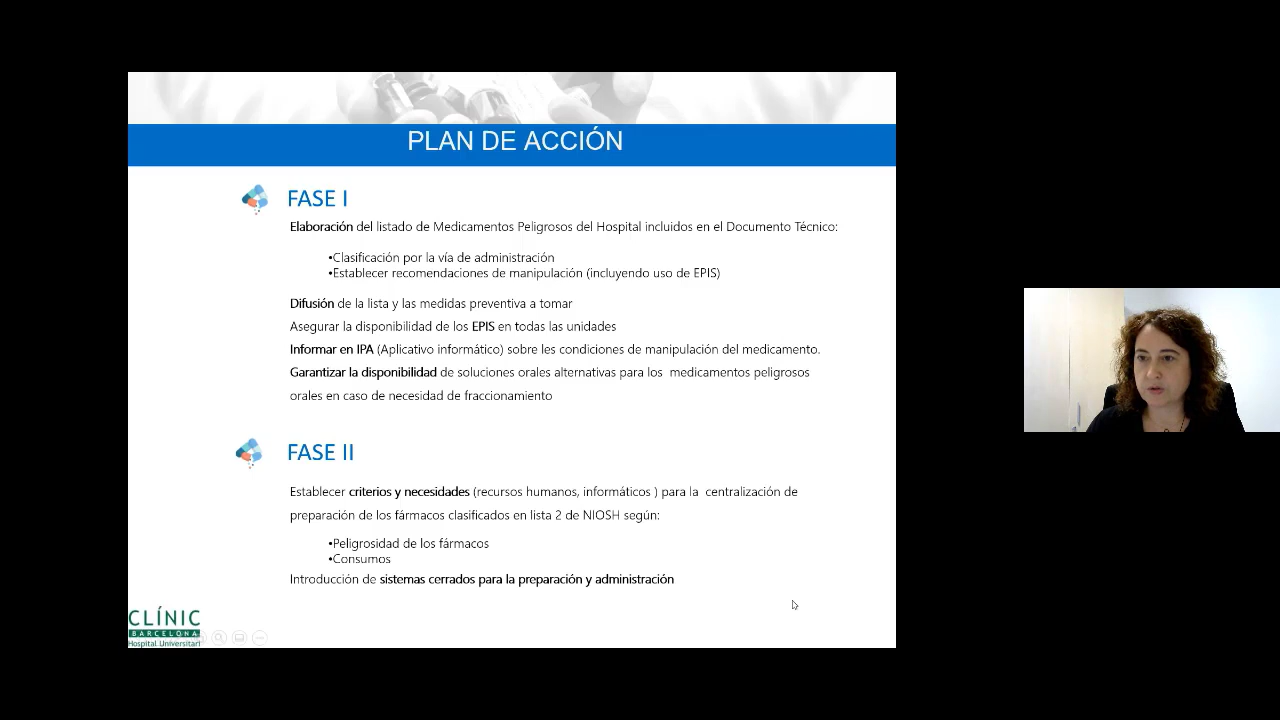 PLAN DE ACCIÓN
FASE I
Elaboración del listado de Medicamentos Peligrosos del Hospital incluidos en el Documento Técnico:
•Clasificación por la vía de administración
•Establecer recomendaciones de manipulación (incluyendo uso de EPIS)
Difusión de la lista y las medidas preventiva a tomar
Asegurar la disponibilidad de los EPIS en todas las unidades
Informar en IPA (Aplicativo informático) sobre les condiciones de manipulación del medicamento.
Garantizar la disponibilidad de soluciones orales alternativas para los medicamentos peligrosos
orales en caso de necesidad de fraccionamiento
FASE II
Establecer criterios y necesidades (recursos humanos, informáticos ) para la centralización de
preparación de los fármacos clasificados en lista 2 de NIOSH según:
•Peligrosidad de los fármacos
•Consumos
Introducción de sistemas cerrados para la preparación y administración
CLÍNIC
BARCELONA
Hospital Universitari